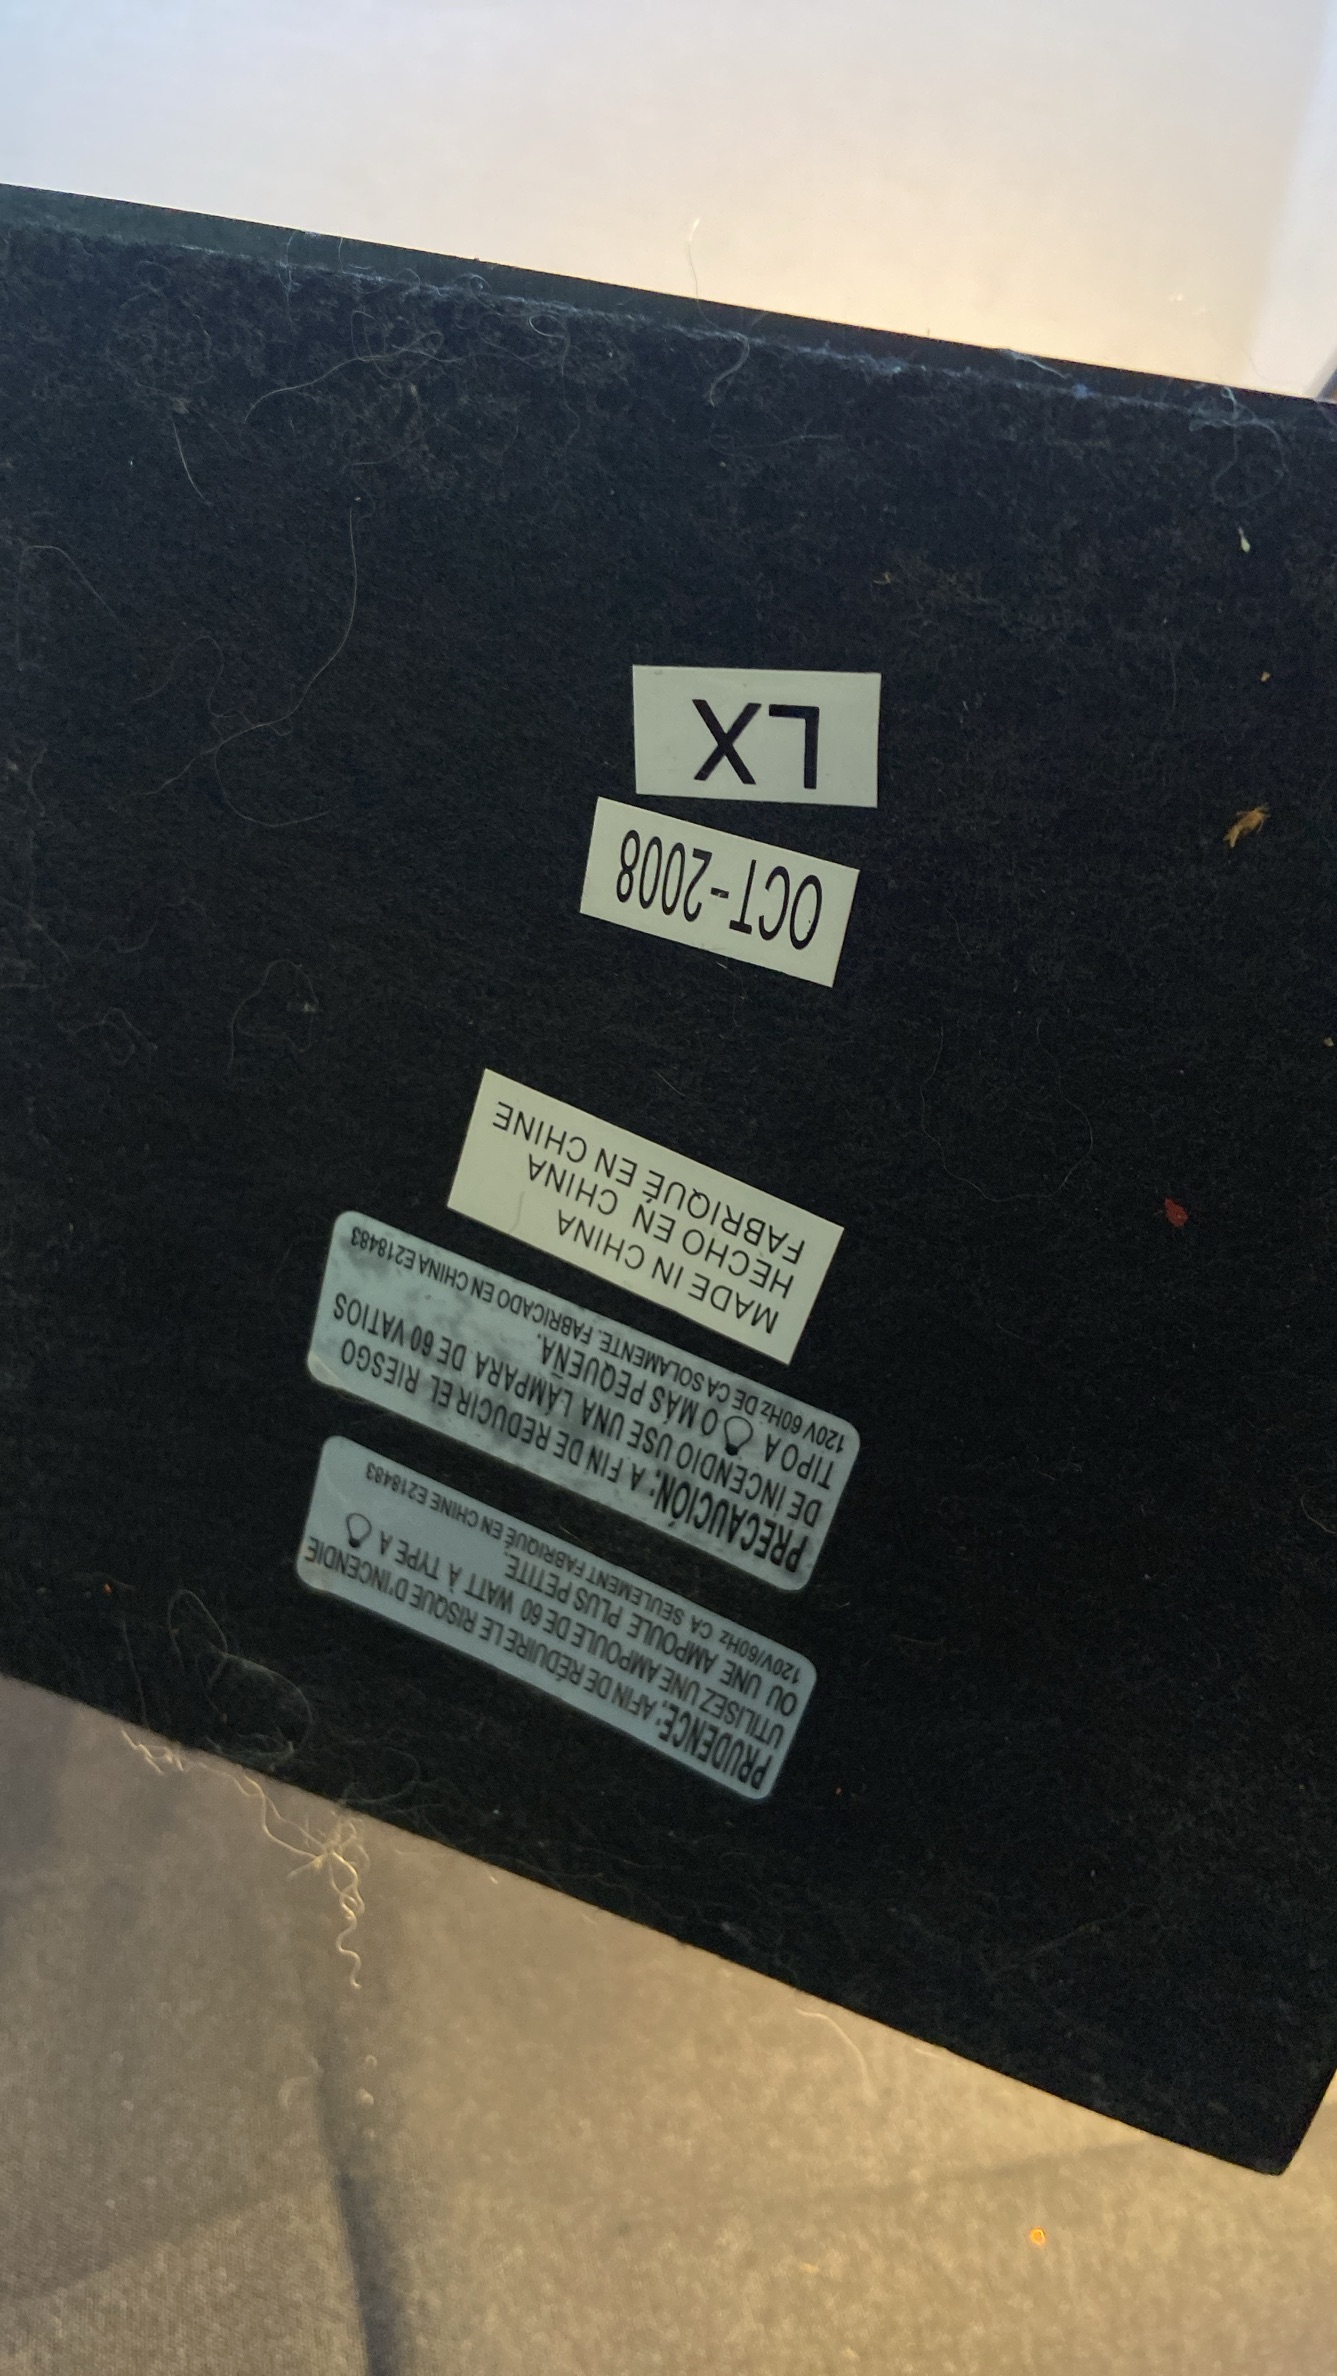 PRUDENCE: AFIN DE RÉDUIRE LE RISQUE D'INCENDIE
UTILISEZ UNE AMPOULE DE 60 WATT À TYPE A
OU UNE AMPOULE PLUS PETITE.
120V/60Hz CA SEULEMENT FABRIQUÉ EN CHINE E218483
PRECAUCIÓN: A FIN DE REDUCIR EL RIESGO
DE INCENDIO USE UNA LÁMPARA DE 60 VATIOS
TIPO A O MÁS PEQUEÑA.
120V 60Hz DE CA SOLAMENTE. FABRICADO EN CHINA E218483
MADE IN CHINA
HECHO EN CHINA
FABRIQUÉ EN CHINE
OCT-2008
LX